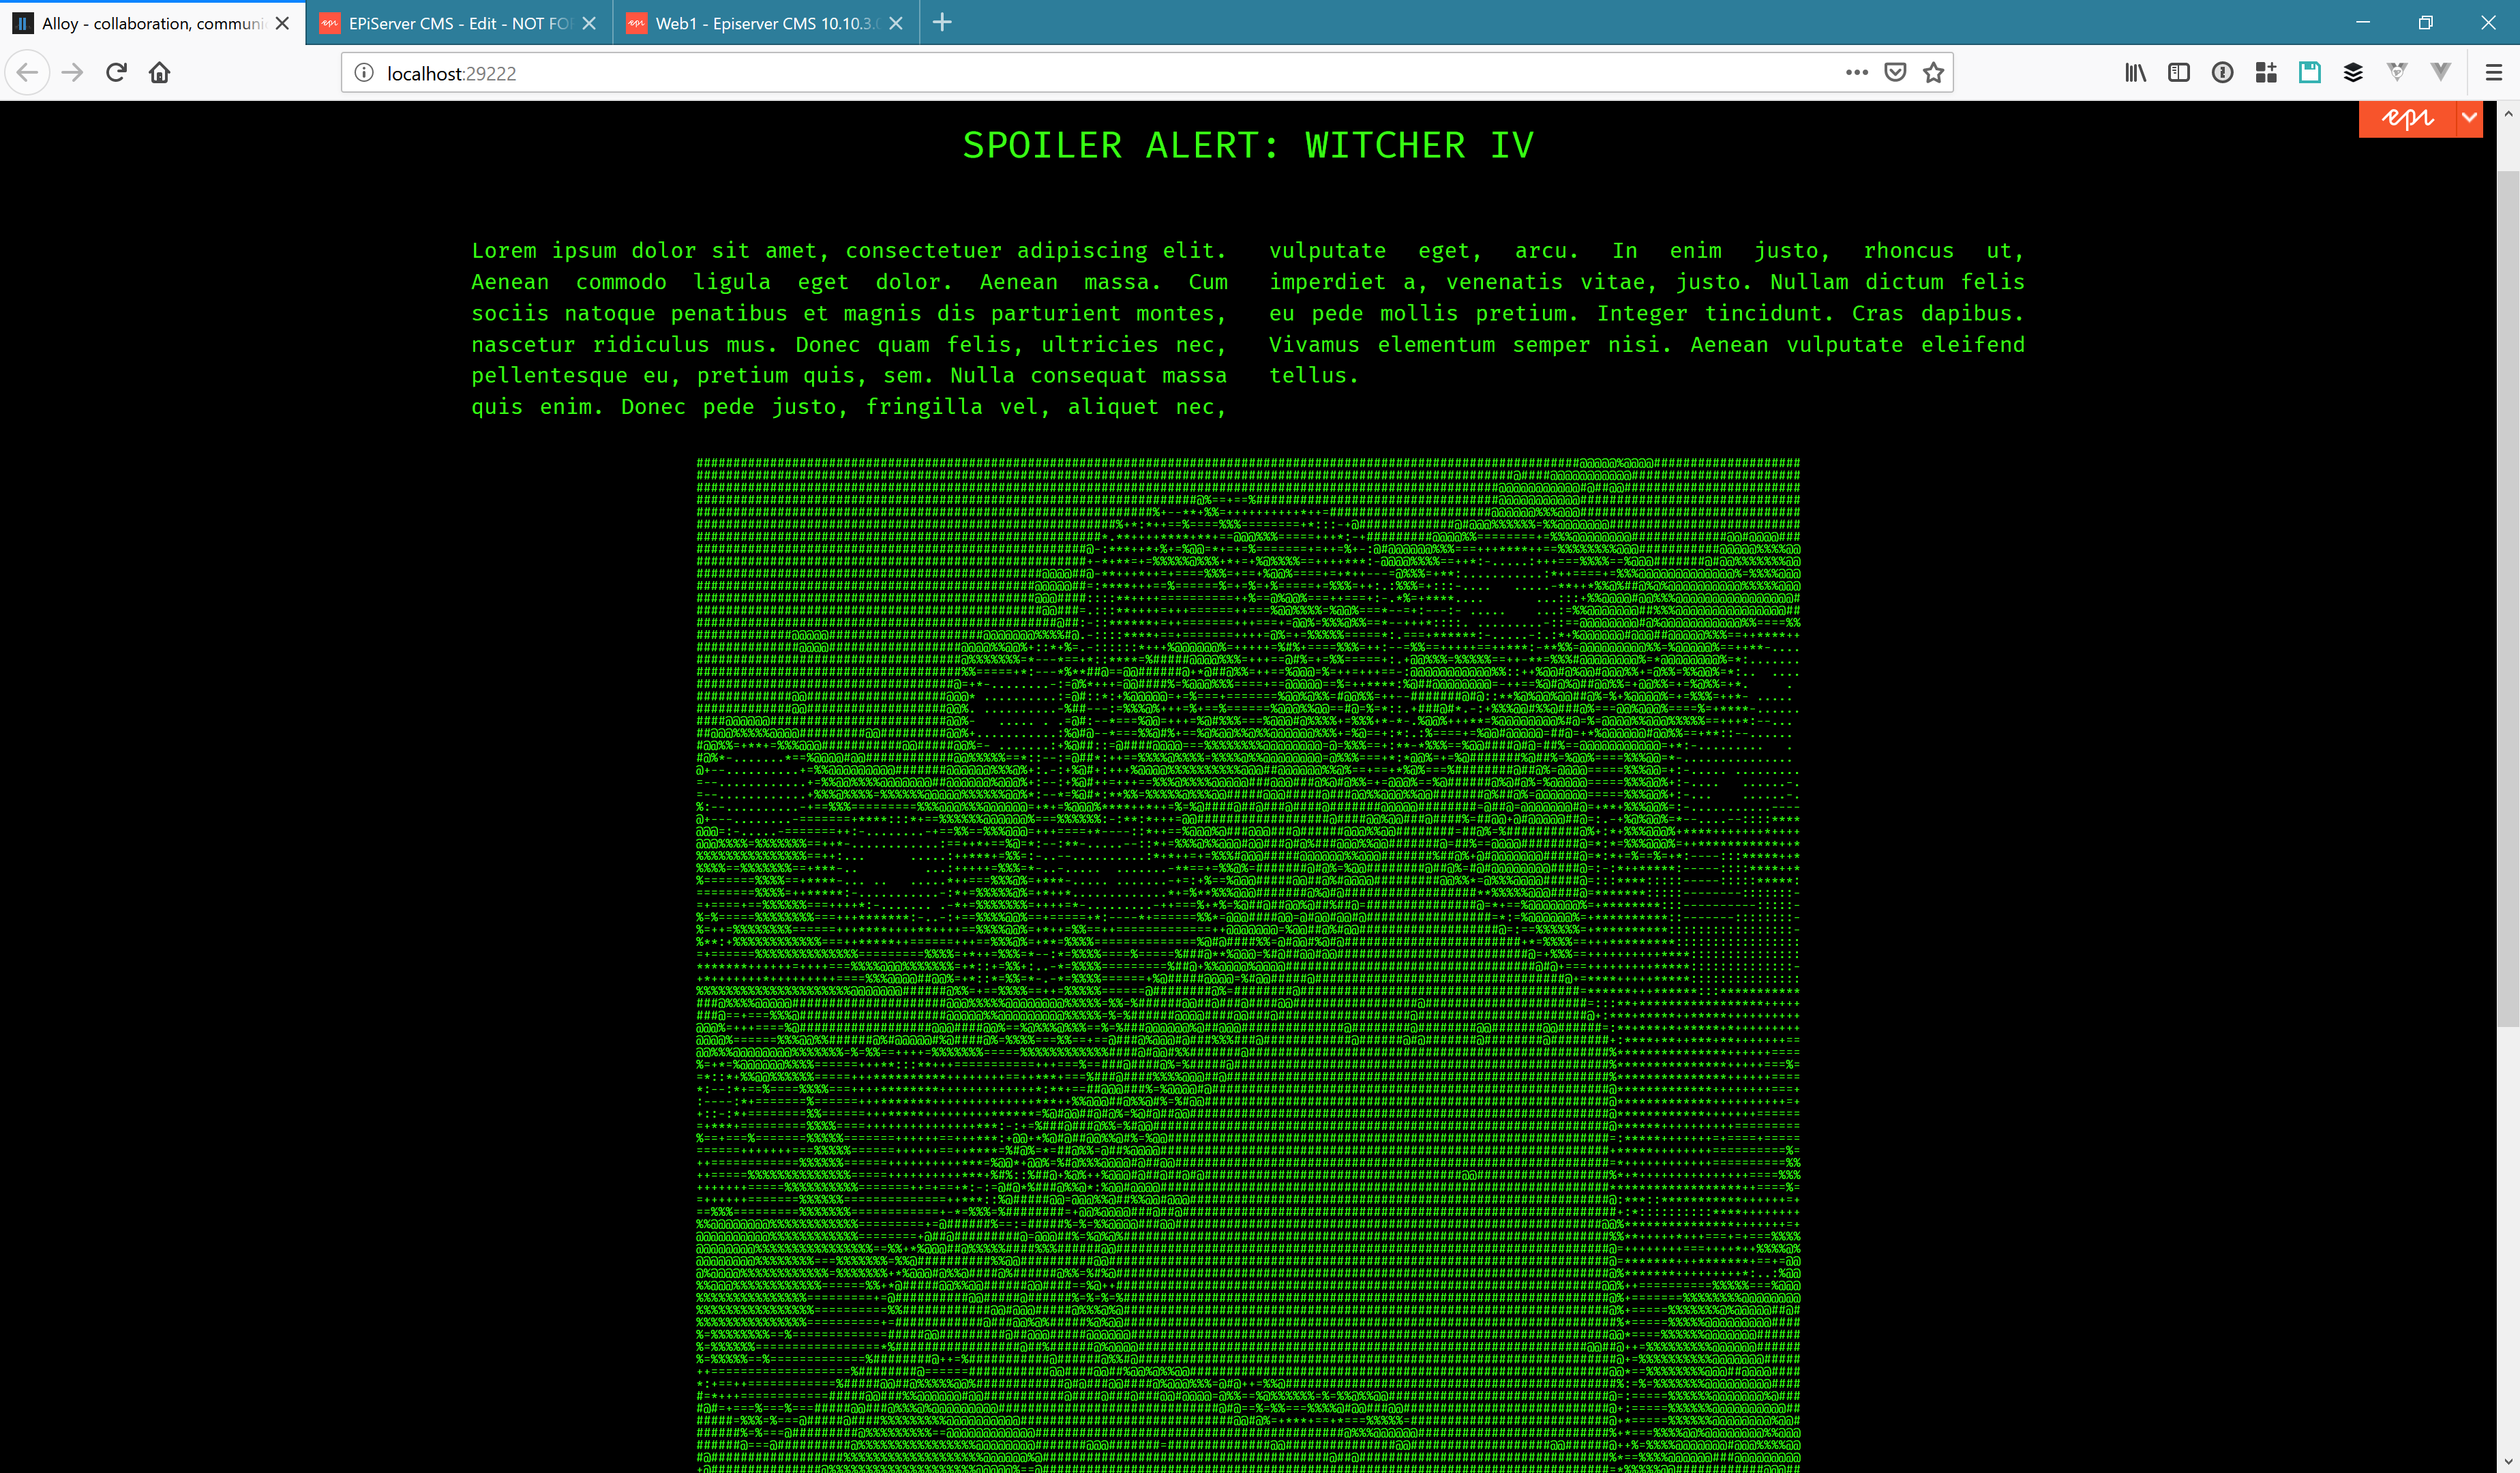 Alloy - collaboration, communi
EPiServer CMS - Edit - NOT FO
Web1 - Episerver CMS 10.10.3.
localhost:29222
epi
SPOILER ALERT: WITCHER IV
Lorem ipsum dolor sit amet, consectetuer adipiscing elit.
Aenean commodo ligula eget dolor. Aenean massa. Cum
sociis natoque penatibus et magnis dis parturient montes,
nascetur ridiculus mus. Donec quam felis, ultricies nec,
pellentesque eu, pretium quis, sem. Nulla consequat massa
quis enim. Donec pede justo, fringilla vel, aliquet nec,
vulputate eget, arcu. In enim justo, rhoncus ut,
imperdiet a, venenatis vitae, justo. Nullam dictum felis
eu pede mollis pretium. Integer tincidunt. Cras dapibus.
Vivamus elementum semper nisi. Aenean vulputate eleifend
tellus.